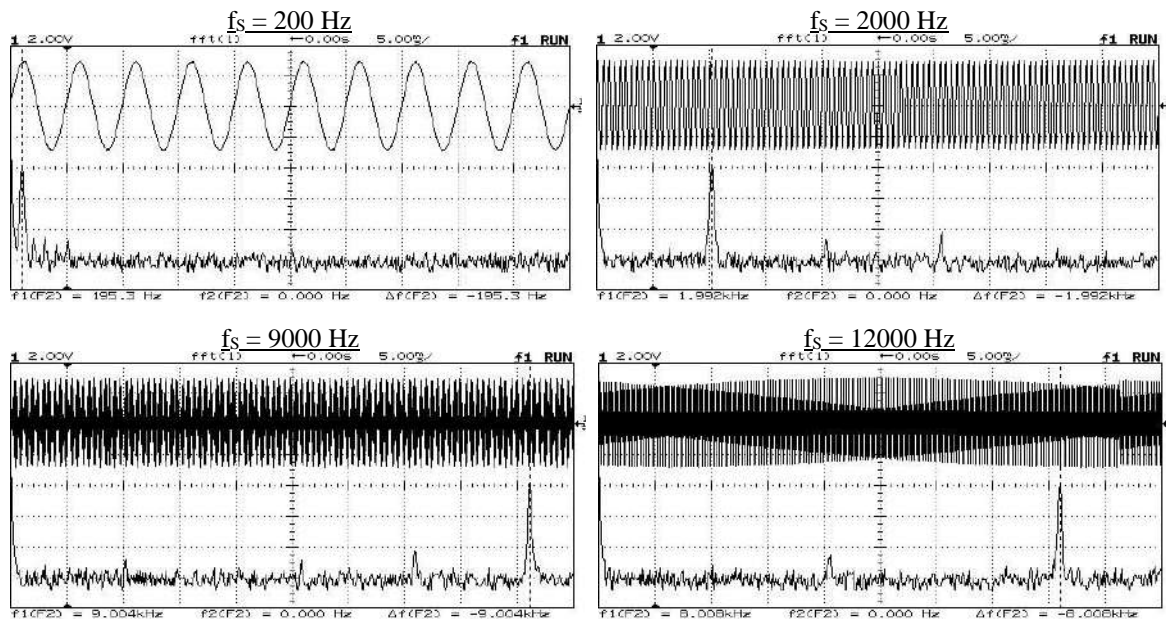 fS = 200 Hz
1 2.00V fft(1) ←0.00s 5.00㎳/ f1 RUN
f1(F2) = 195.3 Hz f2(F2) = 0.000 Hz Δf(F2) = -195.3 Hz
fS = 2000 Hz
1 2.00V fft(1) ←0.00s 5.00㎳/ f1 RUN
f1(F2) = 1.992kHz f2(F2) = 0.000 Hz Δf(F2) = -1.992kHz
fS = 9000 Hz
1 2.00V fft(1) ←0.00s 5.00㎳/ f1 RUN
f1(F2) = 9.004kHz f2(F2) = 0.000 Hz Δf(F2) = -9.004kHz
fS = 12000 Hz
1 2.00V fft(1) ←0.00s 5.00㎳/ f1 RUN
f1(F2) = 8.008kHz f2(F2) = 0.000 Hz Δf(F2) = -8.008kHz